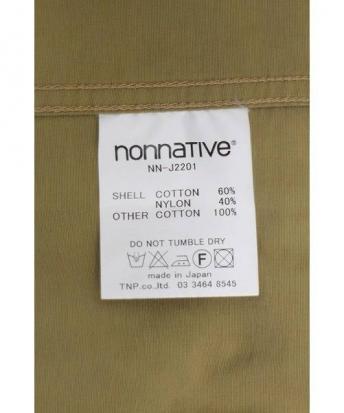 nonnative®
NN-J2201
SHELL COTTON 60%
NYLON 40%
OTHER COTTON 100%
DO NOT TUMBLE DRY
F
made in Japan
TNP.co.,ltd. 03 3464 8545